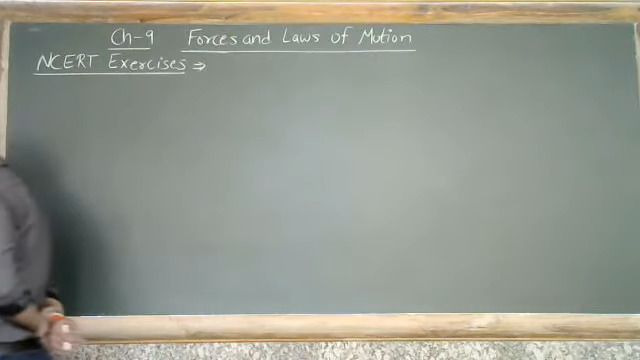 Ch-9 Forces and Laws of Motion
NCERT Exercises ⇒